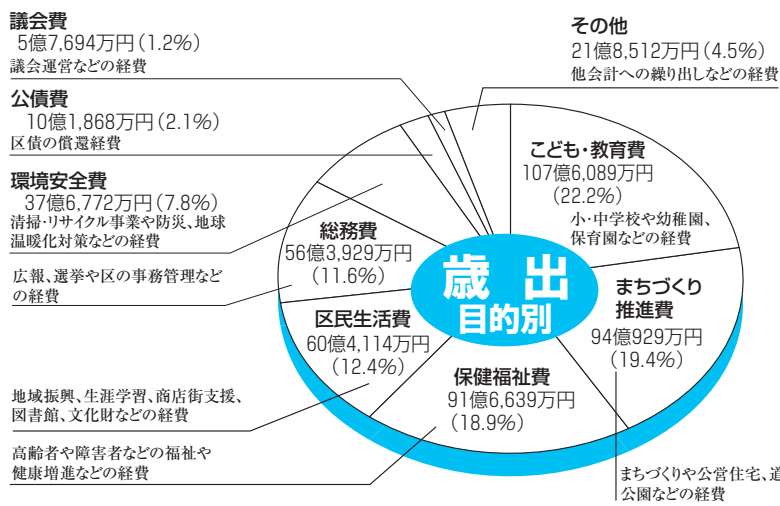 議会費
5億7,694万円(1.2%)
議会運営などの経費
公債費
10億1,868万円(2.1%)
区債の償還経費
環境安全費
37億6,772万円(7.8%)
清掃・リサイクル事業や防災、地球
温暖化対策などの経費
総務費
56億3,929万円
(11.6%)
広報、選挙や区の事務管理など
の経費
区民生活費
60億4,114万円
(12.4%)
地域振興、生涯学習、商店街支援、
図書館、文化財などの経費
保健福祉費
91億6,639万円
(18.9%)
高齢者や障害者などの福祉や
健康増進などの経費
その他
21億8,512万円(4.5%)
他会計への繰り出しなどの経費
こども・教育費
107億6,089万円
(22.2%)
小・中学校や幼稚園、
保育園などの経費
まちづくり
推進費
94億929万円
(19.4%)
まちづくりや公営住宅、道
公園などの経費
歳出
目的別